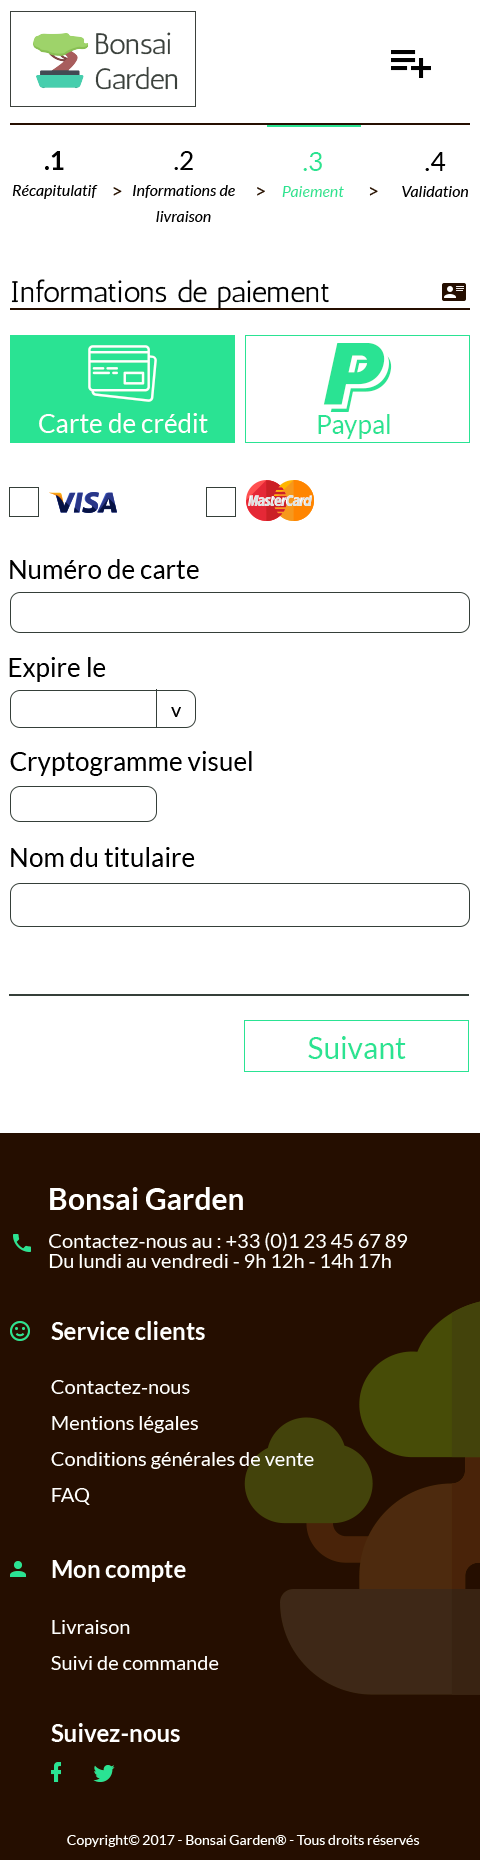 Bonsai
Garden
.1 .2 .3 .4
Récapitulatif > Informations de livraison > Paiement > Validation
Informations de paiement
Carte de crédit
Paypal
VISA MasterCard
Numéro de carte
Expire le
v
Cryptogramme visuel
Nom du titulaire
Suivant
Bonsai Garden
Contactez-nous au : +33 (0)1 23 45 67 89
Du lundi au vendredi - 9h 12h - 14h 17h
Service clients
Contactez-nous
Mentions légales
Conditions générales de vente
FAQ
Mon compte
Livraison
Suivi de commande
Suivez-nous
Copyright© 2017 - Bonsai Garden® - Tous droits réservés